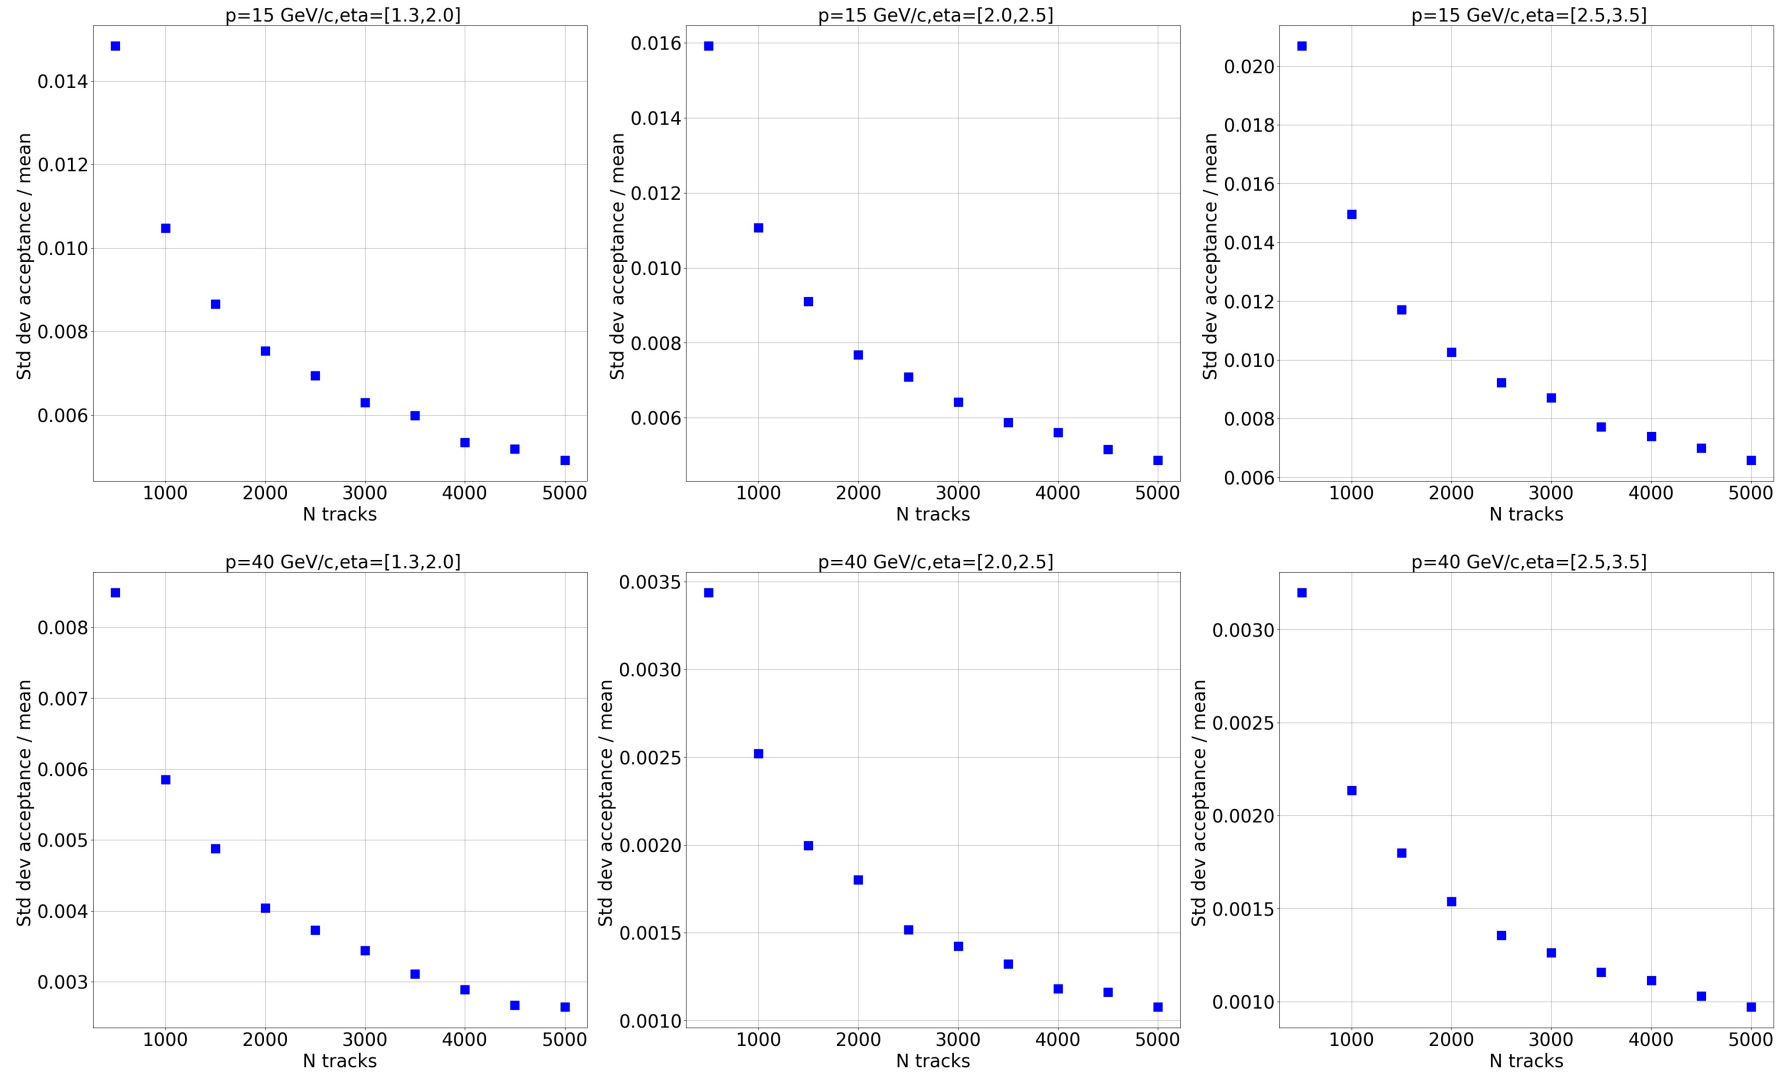 p=15 GeV/c,eta=[1.3,2.0]
Std dev acceptance / mean
0.014
0.012
0.010
0.008
0.006
1000 2000 3000 4000 5000
N tracks
p=15 GeV/c,eta=[2.0,2.5]
Std dev acceptance / mean
0.016
0.014
0.012
0.010
0.008
0.006
1000 2000 3000 4000 5000
N tracks
p=15 GeV/c,eta=[2.5,3.5]
Std dev acceptance / mean
0.020
0.018
0.016
0.014
0.012
0.010
0.008
0.006
1000 2000 3000 4000 5000
N tracks
p=40 GeV/c,eta=[1.3,2.0]
Std dev acceptance / mean
0.008
0.007
0.006
0.005
0.004
0.003
1000 2000 3000 4000 5000
N tracks
p=40 GeV/c,eta=[2.0,2.5]
Std dev acceptance / mean
0.0035
0.0030
0.0025
0.0020
0.0015
0.0010
1000 2000 3000 4000 5000
N tracks
p=40 GeV/c,eta=[2.5,3.5]
Std dev acceptance / mean
0.0030
0.0025
0.0020
0.0015
0.0010
1000 2000 3000 4000 5000
N tracks